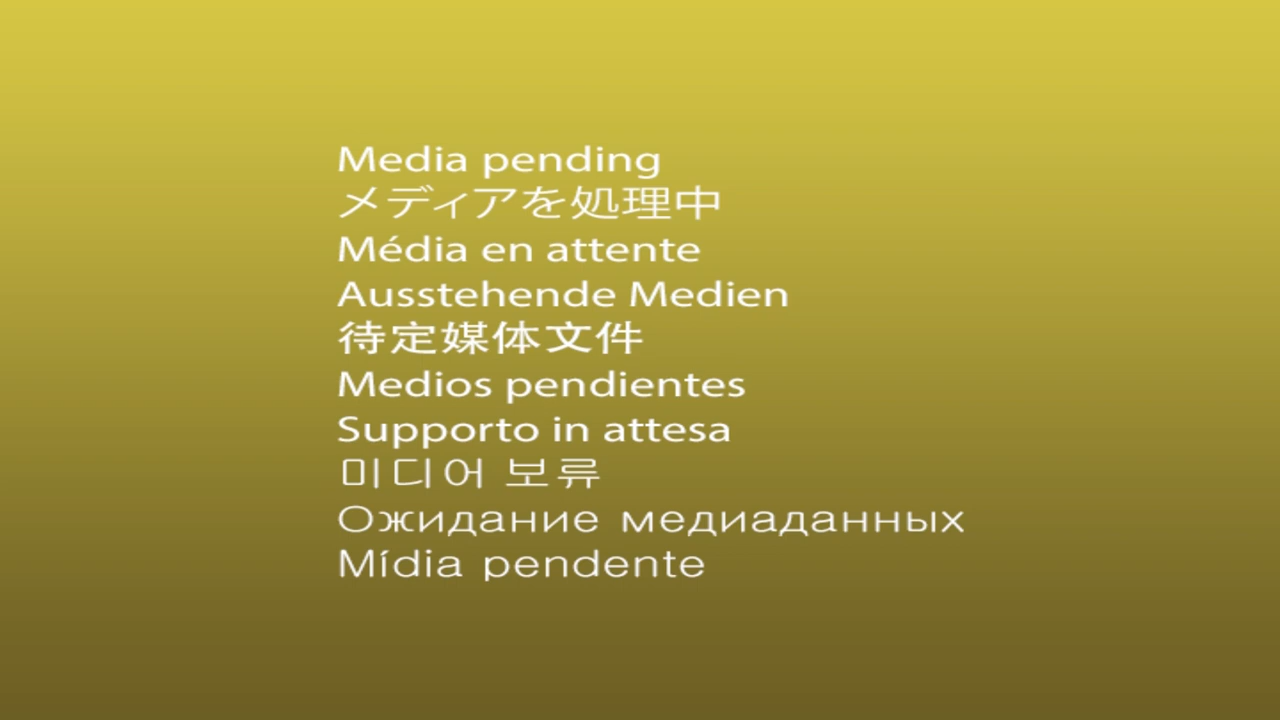 Media pending
メディアを処理中
Média en attente
Ausstehende Medien
待定媒体文件
Medios pendientes
Supporto in attesa
미디어 보류
Ожидание медиаданных
Mídia pendente